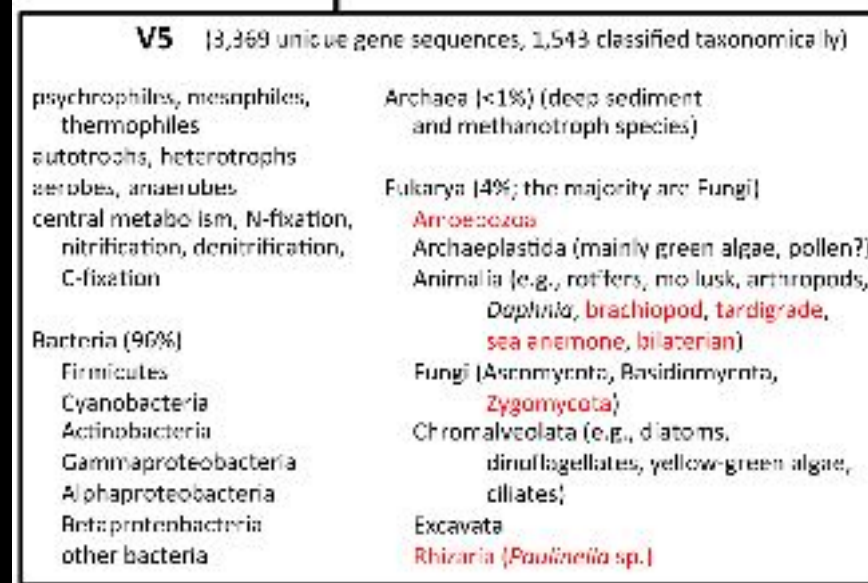 V5 (3,369 unique gene sequences, 1,543 classified taxonomically)
psychrophiles, mesophiles,
thermophiles
autotrophs, heterotrophs
aerobes, anaerobes
central metabolism, N-fixation,
nitrification, denitrification,
C-fixation
Bacteria (96%)
Firmicutes
Cyanobacteria
Actinobacteria
Gammaproteobacteria
Alphaproteobacteria
Betaproteobacteria
other bacteria
Archaea (<1%) (deep sediment
and methanotroph species)
Eukarya (4%; the majority are Fungi)
Amoebozoa
Archaeplastida (mainly green algae, pollen?)
Animalia (e.g., rotifers, mollusk, arthropods,
Daphnia, brachiopod, tardigrade,
sea anemone, bilaterian)
Fungi (Ascomycota, Basidiomycota,
Zygomycota)
Chromalveolata (e.g., diatoms,
dinoflagellates, yellow-green algae,
ciliates)
Excavata
Rhizaria (Paulinella sp.)